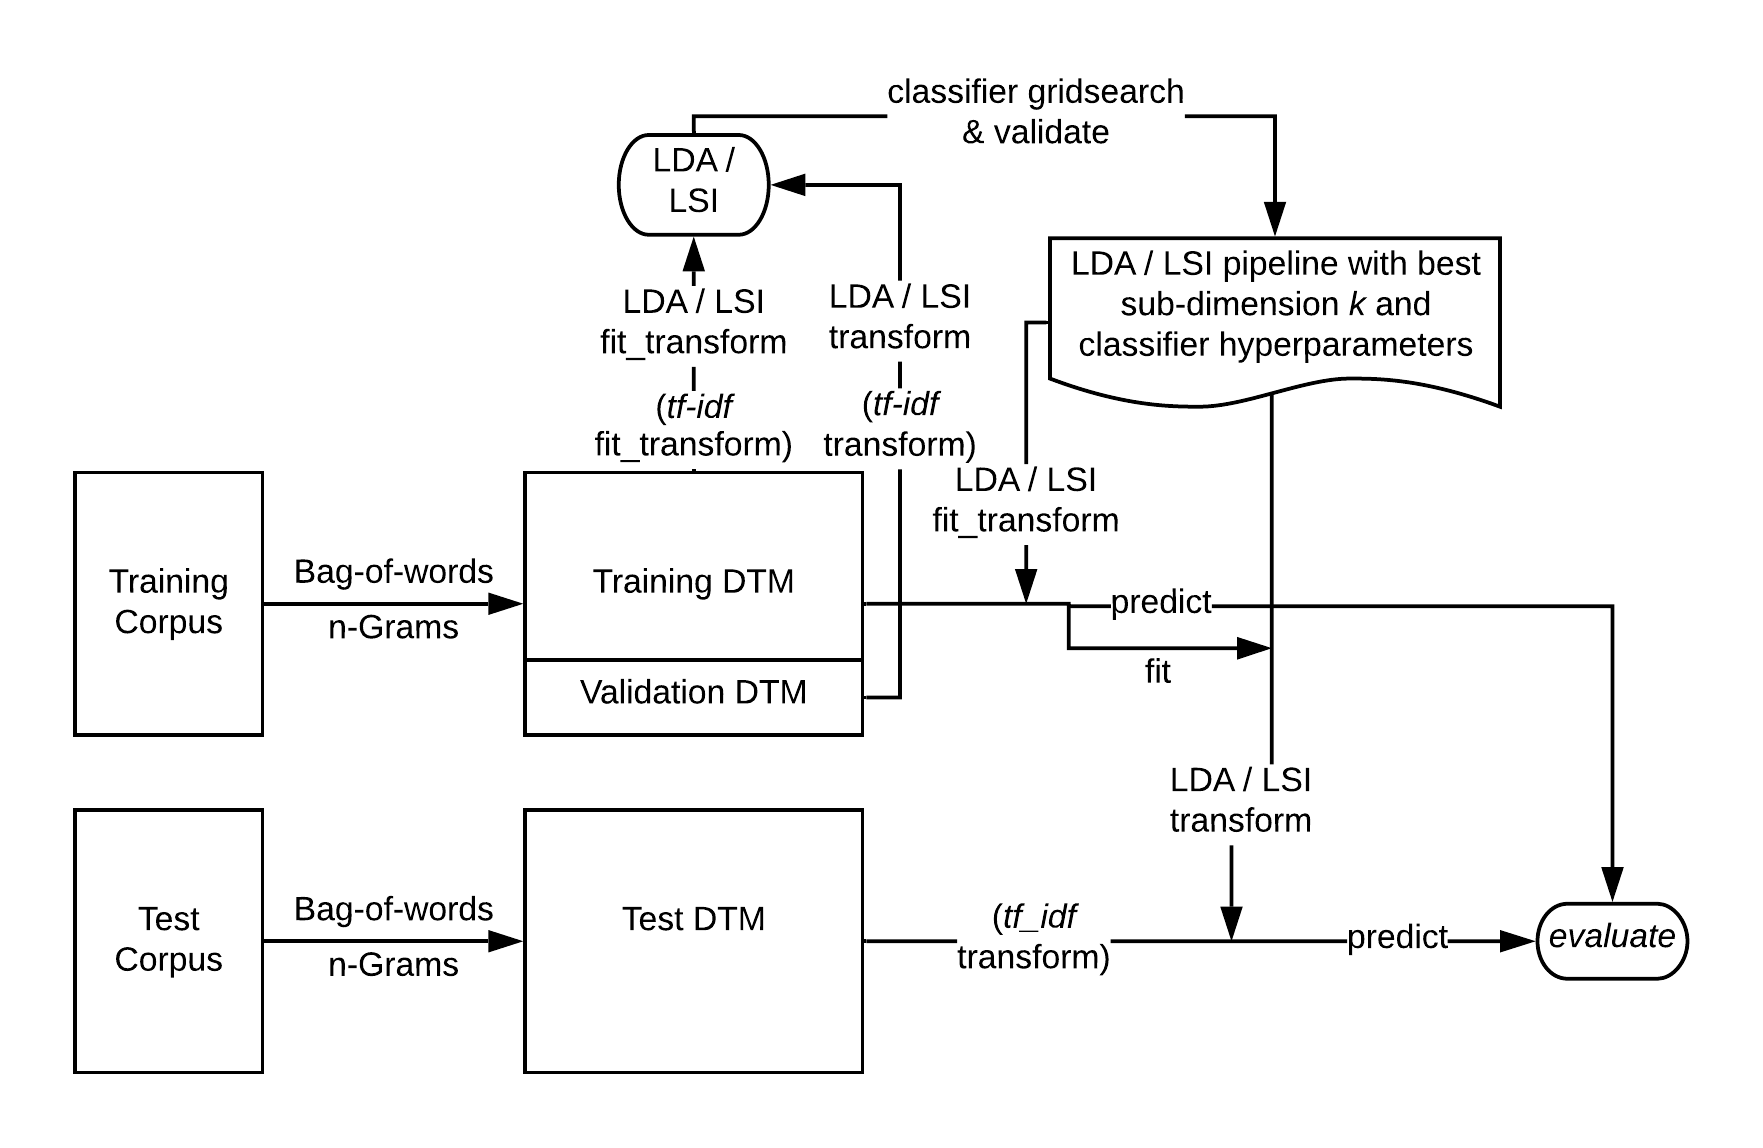 classifier gridsearch
& validate
LDA /
LSI
LDA / LSI
fit_transform
(tf-idf
fit_transform)
LDA / LSI
transform
(tf-idf
transform)
LDA / LSI pipeline with best
sub-dimension k and
classifier hyperparameters
LDA / LSI
fit_transform
Training
Corpus
Bag-of-words
n-Grams
Training DTM
Validation DTM
predict
fit
LDA / LSI
transform
Test
Corpus
Bag-of-words
n-Grams
Test DTM
(tf_idf
transform)
predict
evaluate